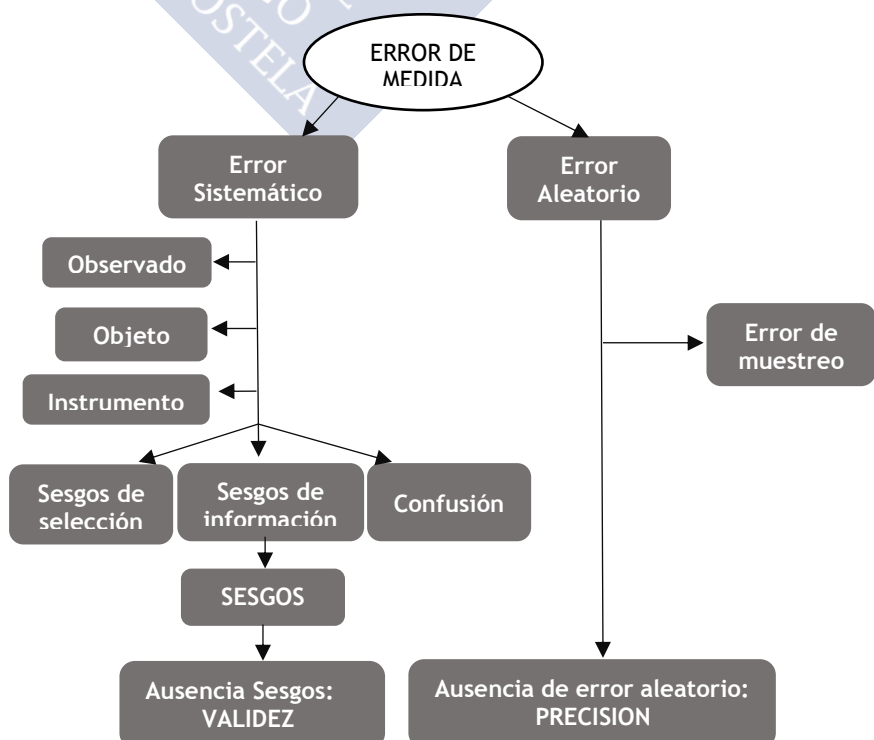 OSTELA
ERROR DE
MEDIDA
Error
Sistemático
Error
Aleatorio
Observado
Objeto
Instrumento
Error de
muestreo
Sesgos de
selección
Sesgos de
información
Confusión
SESGOS
Ausencia Sesgos:
VALIDEZ
Ausencia de error aleatorio:
PRECISION